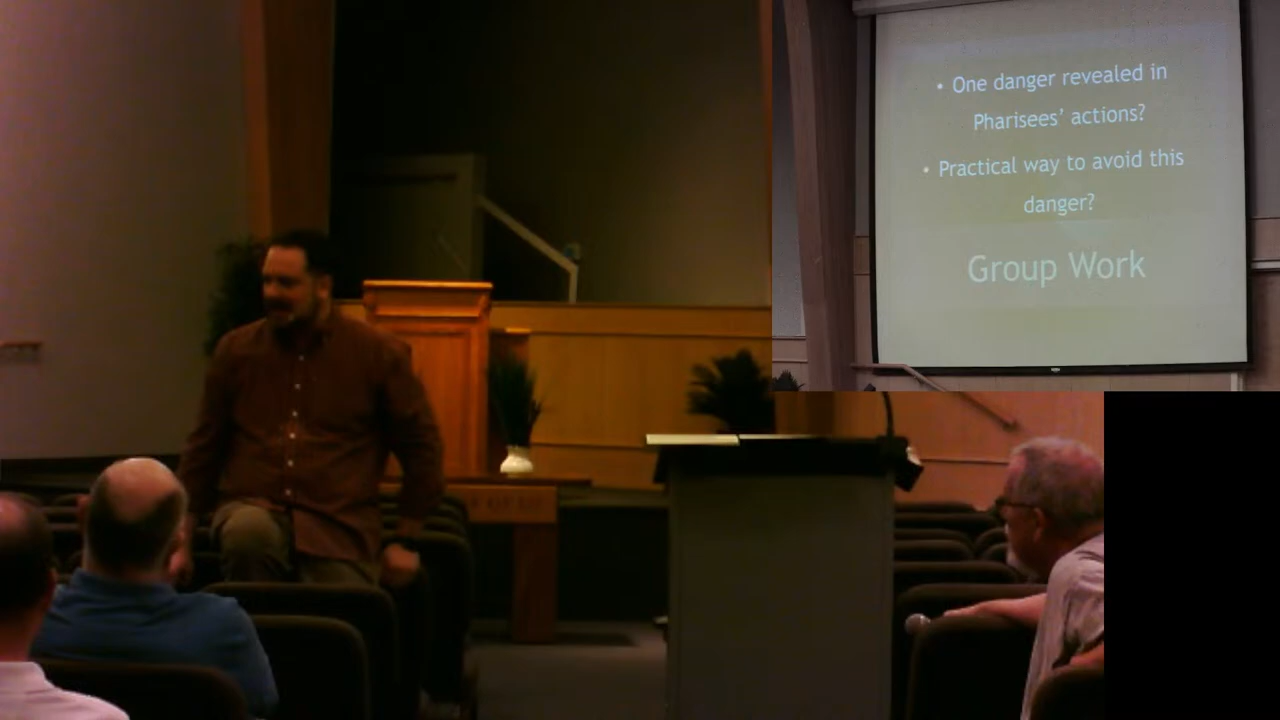 • One danger revealed in
Pharisees' actions?
• Practical way to avoid this
danger?
Group Work